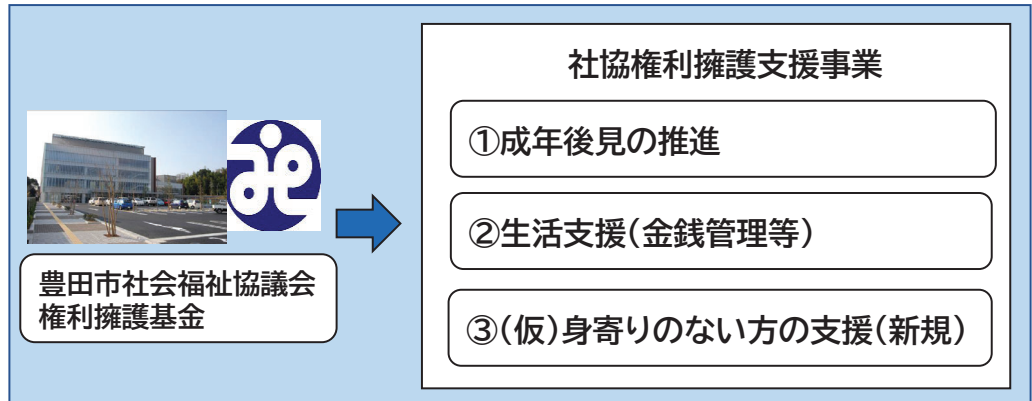 社協権利擁護支援事業
①成年後見の推進
②生活支援(金銭管理等)
③(仮)身寄りのない方の支援(新規)
豊田市社会福祉協議会
権利擁護基金